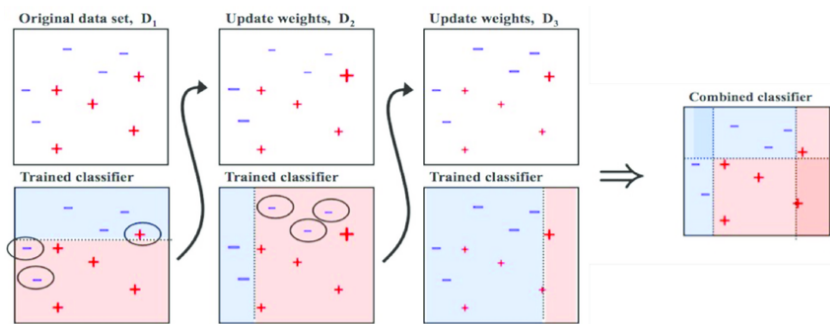 Original data set, D1
Update weights, D2
Update weights, D3
Combined classifier
Trained classifier
Trained classifier
Trained classifier